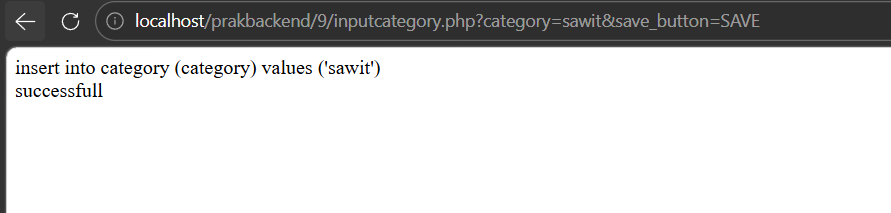 localhost/prakbackend/9/inputcategory.php?category=sawit&save_button=SAVE
insert into category (category) values ('sawit')
successfull